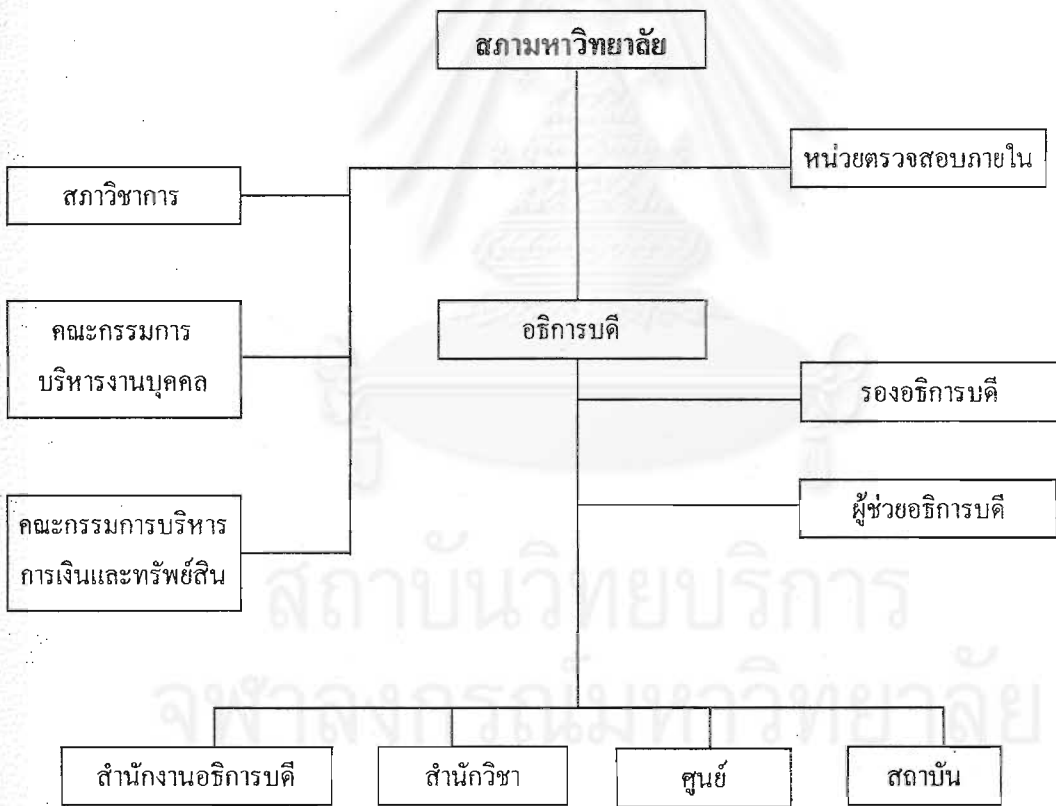 สภามหาวิทยาลัย
หน่วยตรวจสอบภายใน
สภาวิชาการ
คณะกรรมการ
บริหารงานบุคคล
อธิการบดี
รองอธิการบดี
ผู้ช่วยอธิการบดี
คณะกรรมการบริหาร
การเงินและทรัพย์สิน
สถาบันวิทยบริการ
จุฬาลงกรณ์มหาวิทยาลัย
สำนักงานอธิการบดี
สำนักวิชา
ศูนย์
สถาบัน